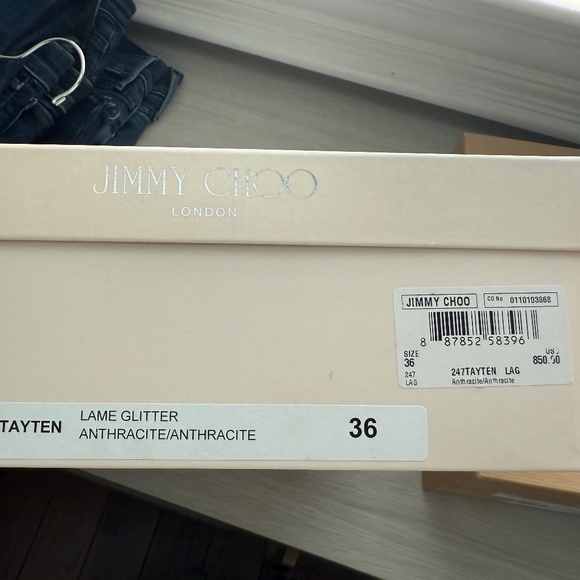 JIMMY CHOO
LONDON
JIMMY CHOO
CO No 0110103868
8 87852 58396
SIZE
36
US$
850.00
247
LAG
247TAYTEN LAG
Anthracite/Anthracite
TAYTEN
LAME GLITTER
ANTHRACITE/ANTHRACITE
36